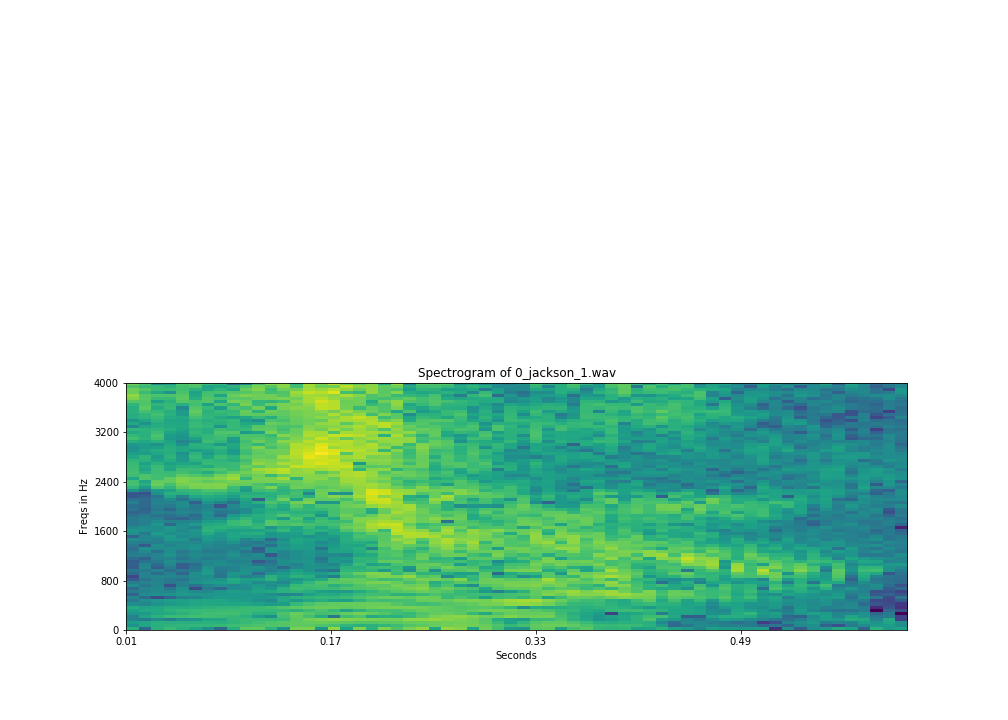 Spectrogram of 0_jackson_1.wav
4000
3200
2400
1600
800
0
Freqs in Hz
0.01 0.17 0.33 0.49
Seconds